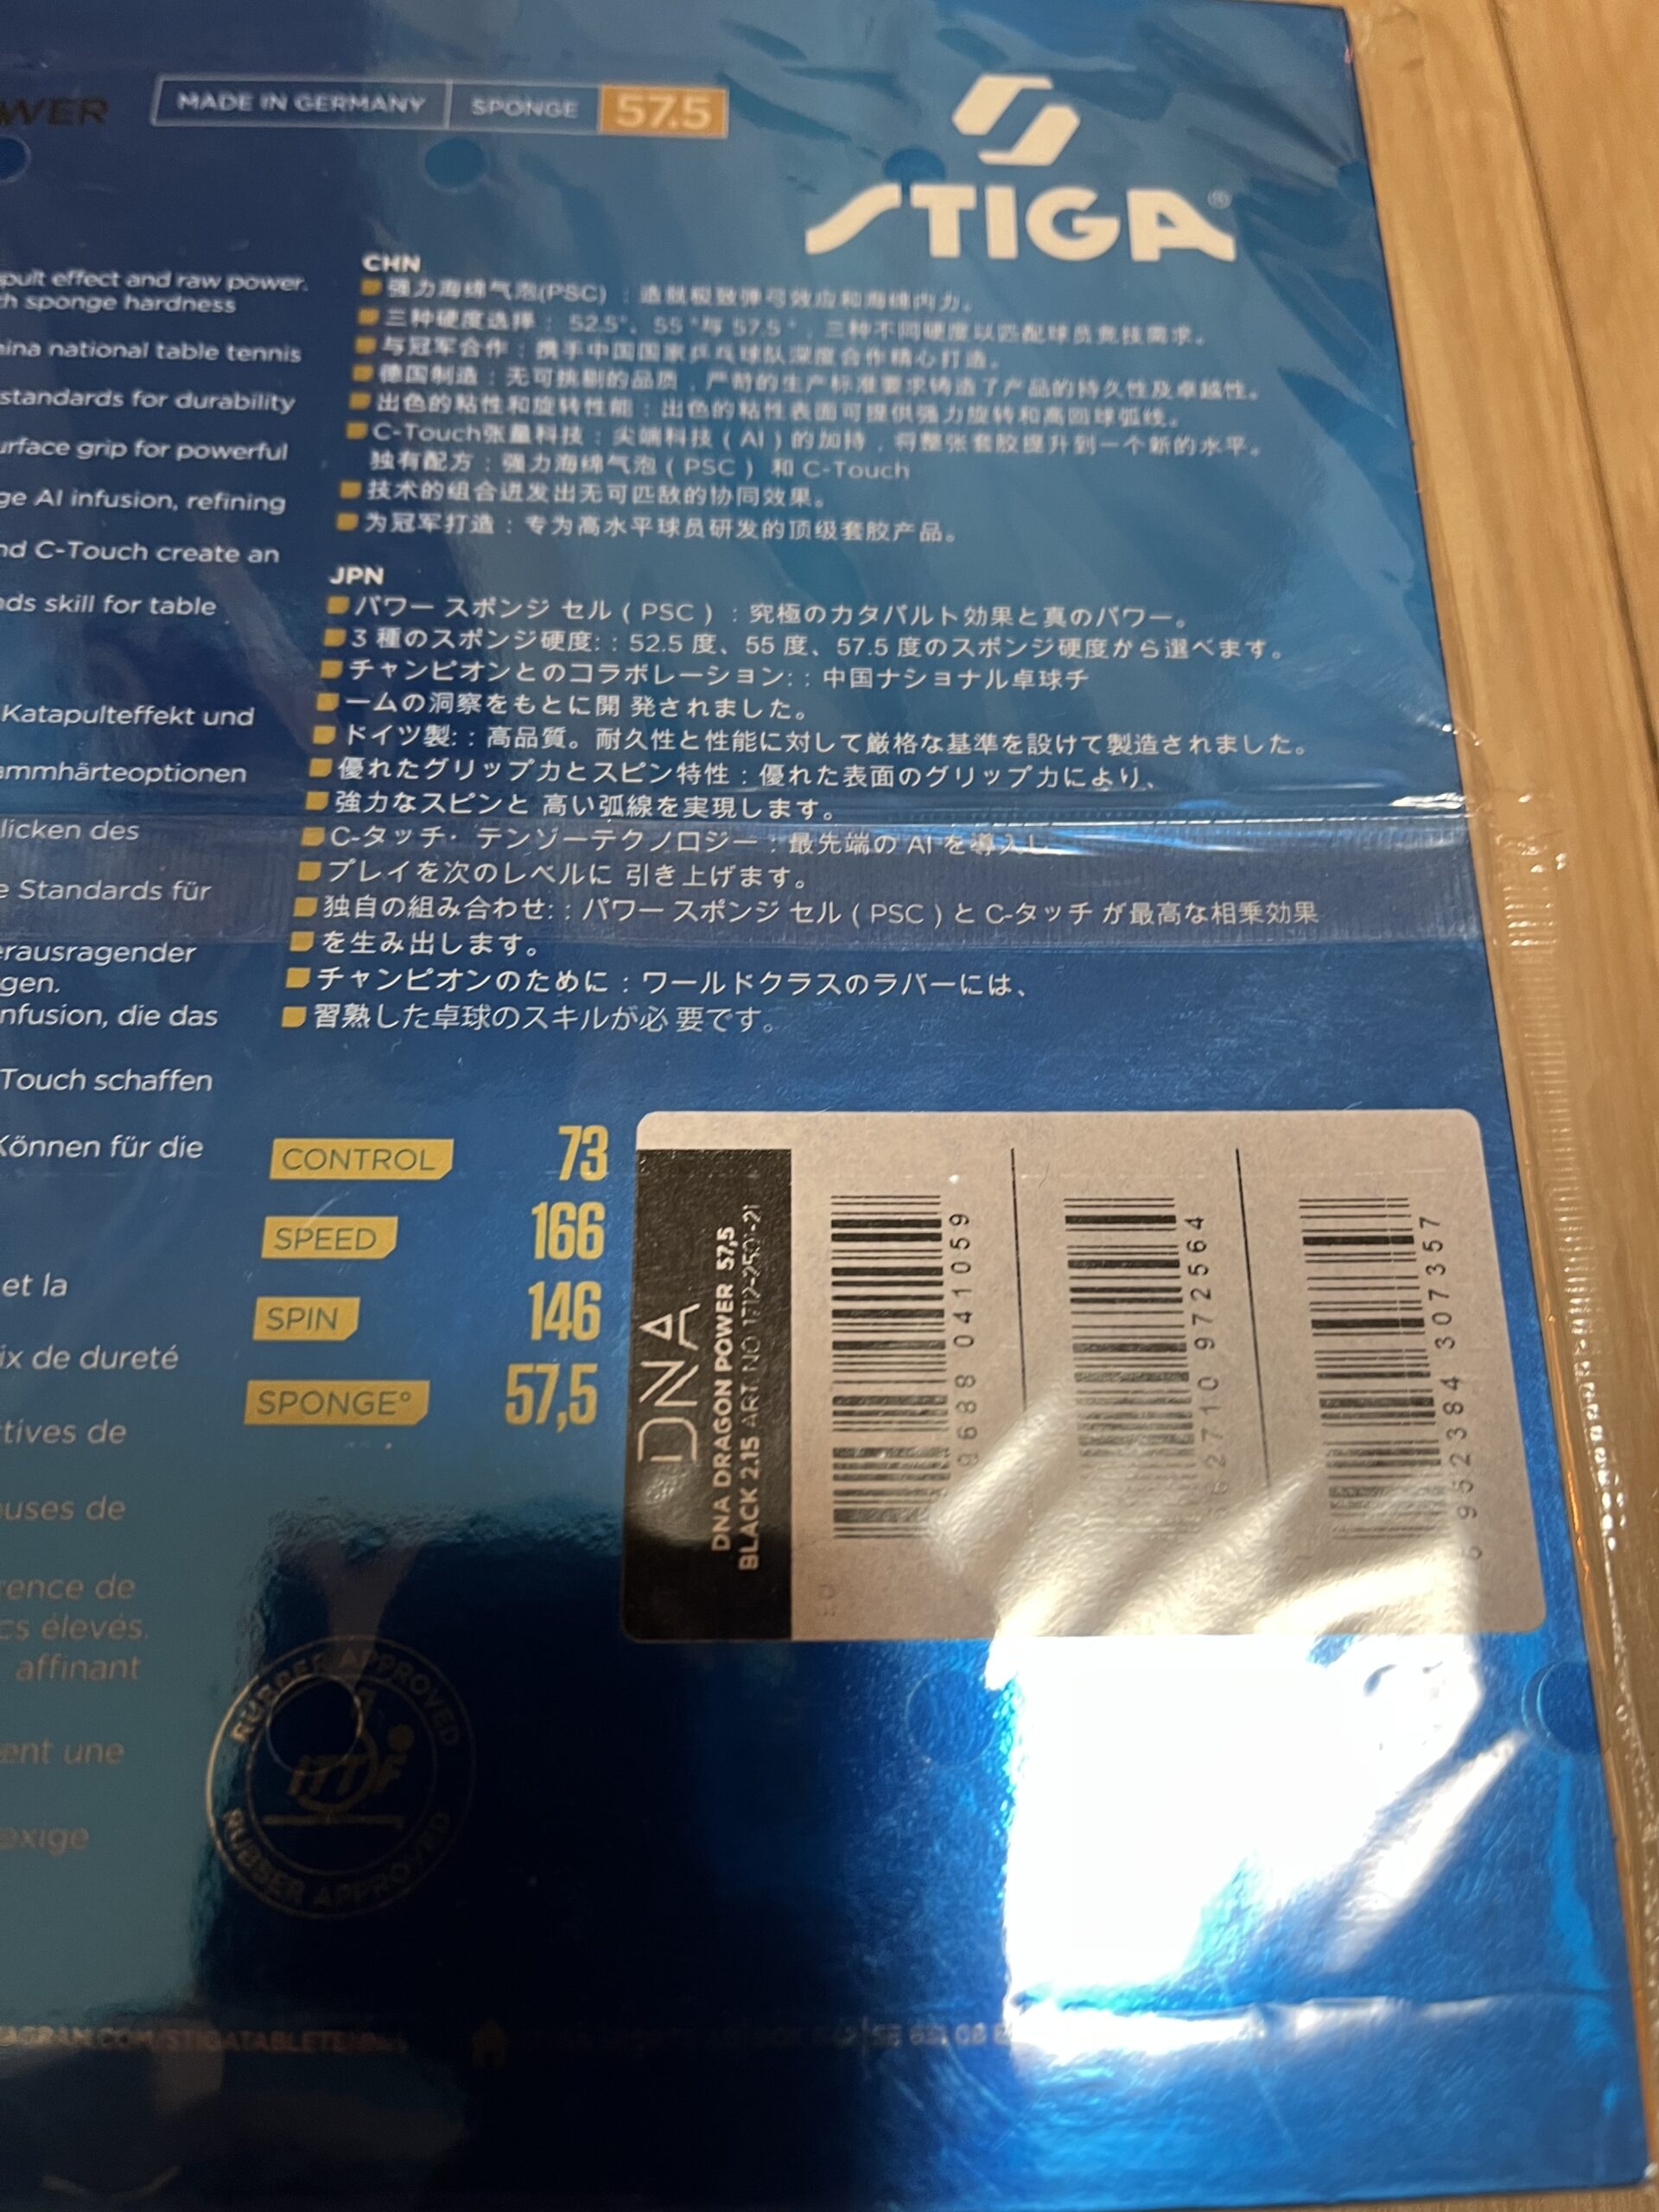 WER
MADE IN GERMANY SPONGE 57.5
STIGA®
pult effect and raw power.
h sponge hardness
ina national table tennis
standards for durability
urface grip for powerful
ge AI infusion, refining
nd C-Touch create an
nds skill for table
Katapulteffekt und
ammhärteoptionen
licken des
e Standards für
erausragender
gen.
nfusion, die das
Touch schaffen
Können für die
et la
ix de dureté
tives de
uses de
rence de
cs élevés.
affinant
ent une
exige
CHN
强力海绵气泡(PSC)：造就极致弹弓效应和海绵内力。
三种硬度选择：52.5°、55°与 57.5°，三种不同硬度以匹配球员竞技需求。
与冠军合作：携手中国国家乒乓球队深度合作精心打造。
德国制造：无可挑剔的品质，严苛的生产标准要求铸造了产品的持久性及卓越性。
出色的粘性和旋转性能：出色的粘性表面可提供强力旋转和高回球弧线。
C-Touch张量科技：尖端科技（AI）的加持，将整张套胶提升到一个新的水平。
独有配方：强力海绵气泡（PSC）和 C-Touch
技术的组合迸发出无可匹敌的协同效果。
为冠军打造：专为高水平球员研发的顶级套胶产品。
JPN
パワー スポンジ セル（PSC）：究極のカタパルト効果と真のパワー。
3 種のスポンジ硬度:：52.5 度、55 度、57.5 度のスポンジ硬度から選べます。
チャンピオンとのコラボレーション:：中国ナショナル卓球チ
ームの洞察をもとに開 発されました。
ドイツ製:：高品質。耐久性と性能に対して厳格な基準を設けて製造されました。
優れたグリップ力とスピン特性：優れた表面のグリップ力により、
強力なスピンと 高い弧線を実現します。
C-タッチ・テンゾーテクノロジー：最先端の AI を導入し
プレイを次のレベルに 引き上げます。
独自の組み合わせ:：パワー スポンジ セル（PSC）と C-タッチ が最高な相乗効果
を生み出します。
チャンピオンのために：ワールドクラスのラバーには、
習熟した卓球のスキルが必 要です。
CONTROL 73
SPEED 166
SPIN 146
SPONGE° 57,5
DNA
DNA DRAGON POWER 57,5
BLACK 2.15 ART. NO 1712-2501-21
9688 041059
10 972564
6 952384 307357
RUBBER APPROVED
ITTF
RUBBER APPROVED
AGRAM.COM/STIGATABLETENNIS